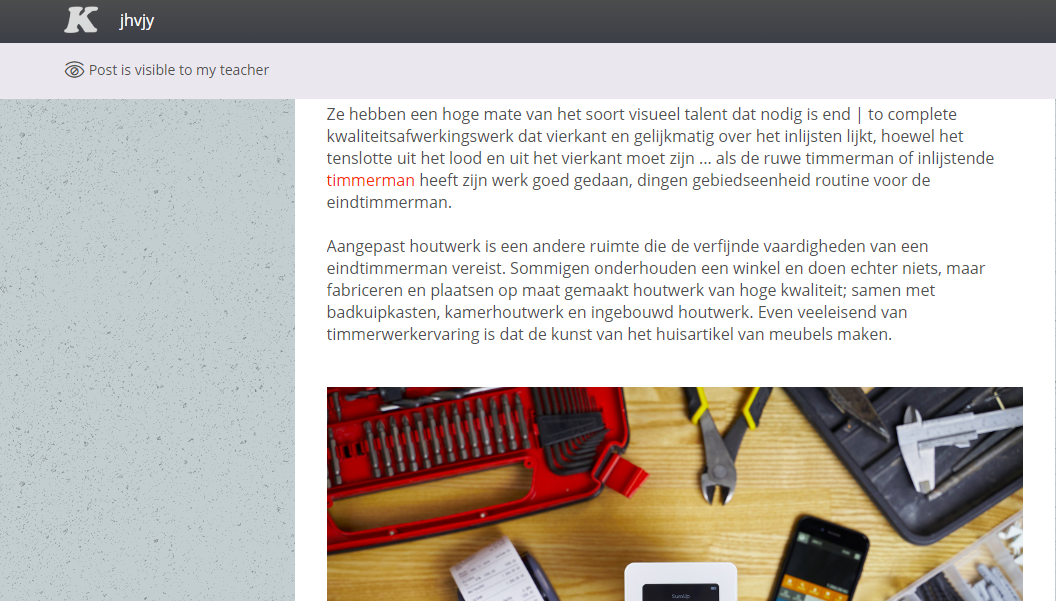 K jhvjy
Post is visible to my teacher
Ze hebben een hoge mate van het soort visueel talent dat nodig is end | to complete
kwaliteitsafwerkingswerk dat vierkant en gelijkmatig over het inlijsten lijkt, hoewel het
tenslotte uit het lood en uit het vierkant moet zijn ... als de ruwe timmerman of inlijstende
timmerman heeft zijn werk goed gedaan, dingen gebiedseenheid routine voor de
eindtimmerman.
Aangepast houtwerk is een andere ruimte die de verfijnde vaardigheden van een
eindtimmerman vereist. Sommigen onderhouden een winkel en doen echter niets, maar
fabriceren en plaatsen op maat gemaakt houtwerk van hoge kwaliteit; samen met
badkuipkasten, kamerhoutwerk en ingebouwd houtwerk. Even veeleisend van
timmerwerkervaring is dat de kunst van het huisartikel van meubels maken.
SumUp